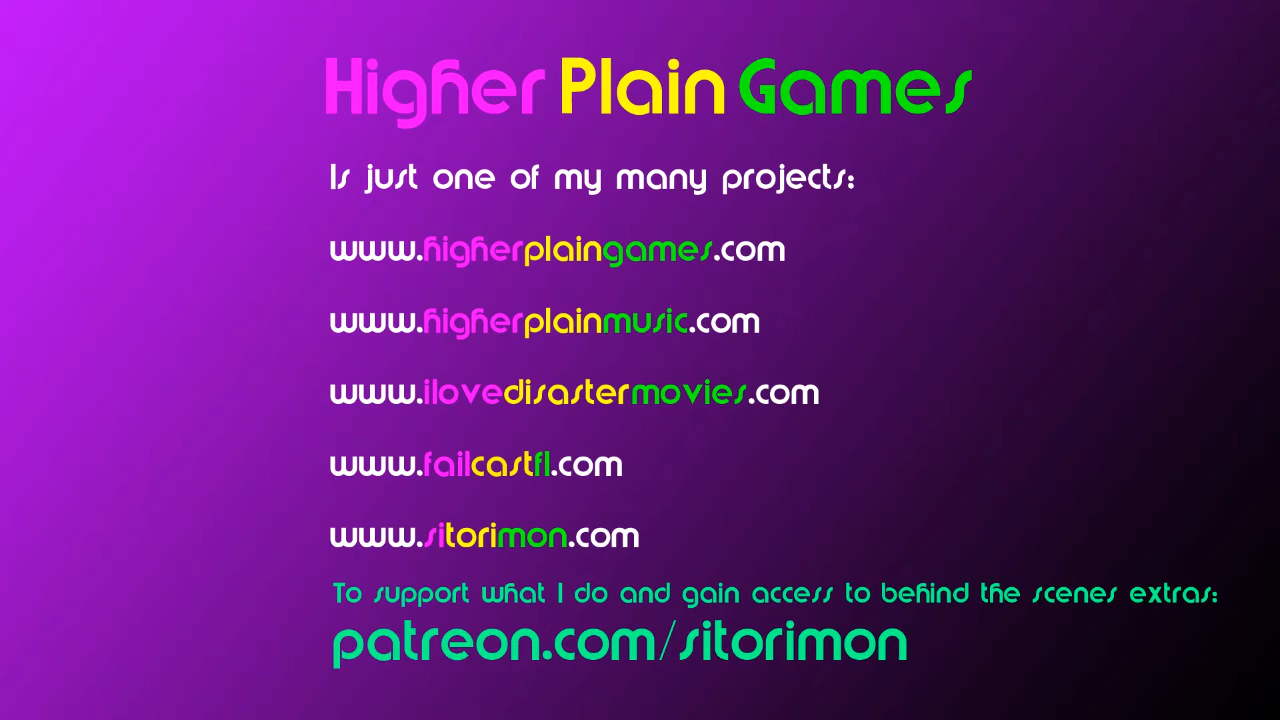 Higher Plain Games
Is just one of my many projects:
www.higherplaingames.com
www.higherplainmusic.com
www.ilovedisastermovies.com
www.failcastfl.com
www.sitorimon.com
To support what I do and gain access to behind the scenes extras:
patreon.com/sitorimon